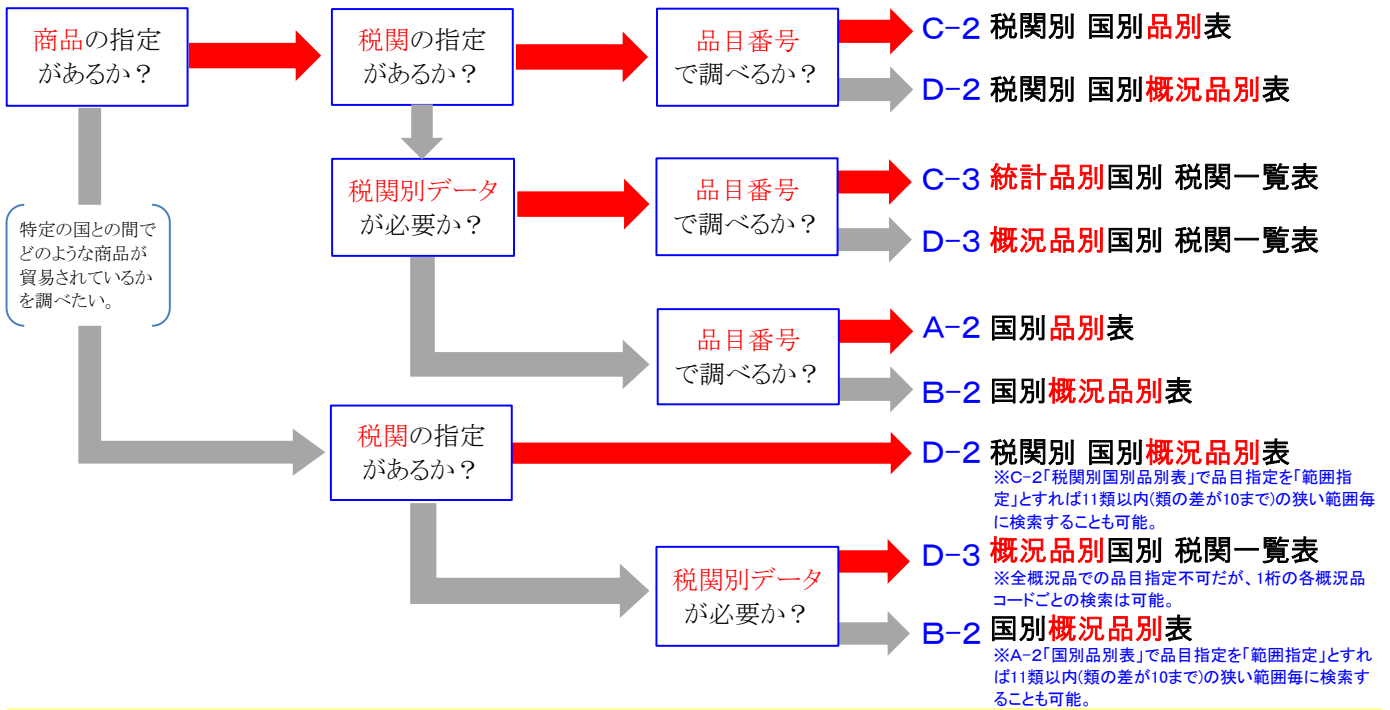 商品の指定
があるか？
税関の指定
があるか？
品目番号
で調べるか？
C-2 税関別 国別品別表
D-2 税関別 国別概況品別表
税関別データ
が必要か？
品目番号
で調べるか？
C-3 統計品別国別 税関一覧表
D-3 概況品別国別 税関一覧表
特定の国との間で
どのような商品が
貿易されているか
を調べたい。
品目番号
で調べるか？
A-2 国別品別表
B-2 国別概況品別表
税関の指定
があるか？
D-2 税関別 国別概況品別表
※C-2「税関別国別品別表」で品目指定を「範囲指
定」とすれば11類以内(類の差が10まで)の狭い範囲毎
に検索することも可能。
税関別データ
が必要か？
D-3 概況品別国別 税関一覧表
※全概況品での品目指定不可だが、1桁の各概況品
コードごとの検索は可能。
B-2 国別概況品別表
※A-2「国別品別表」で品目指定を「範囲指定」とすれ
ば11類以内(類の差が10まで)の狭い範囲毎に検索す
ることも可能。